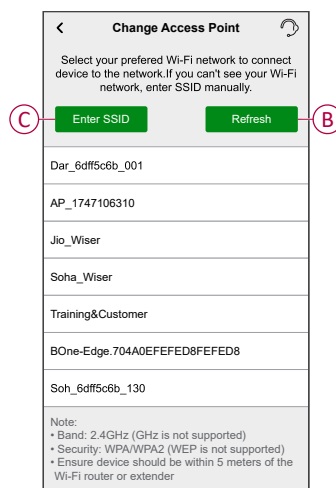 Change Access Point
Select your prefered Wi-Fi network to connect
device to the network.If you can't see your Wi-Fi
network, enter SSID manually.
C
Enter SSID
Refresh
B
Dar_6dff5c6b_001
AP_1747106310
Jio_Wiser
Soha_Wiser
Training&Customer
BOne-Edge.704A0EFEFED8FEFED8
Soh_6dff5c6b_130
Note:
• Band: 2.4GHz (GHz is not supported)
• Security: WPA/WPA2 (WEP is not supported)
• Ensure device should be within 5 meters of the
Wi-Fi router or extender